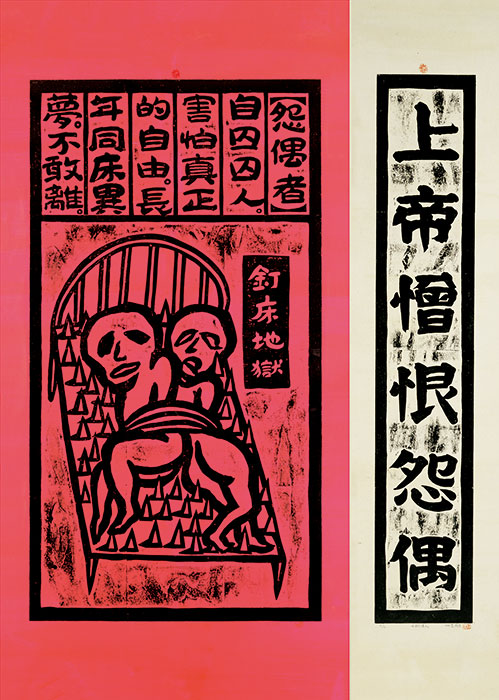 上帝憎恨怨偶
怨偶者
自囚囚人。
害怕真正
的自由。長
年同床異
夢。不敢離。
釘床地獄